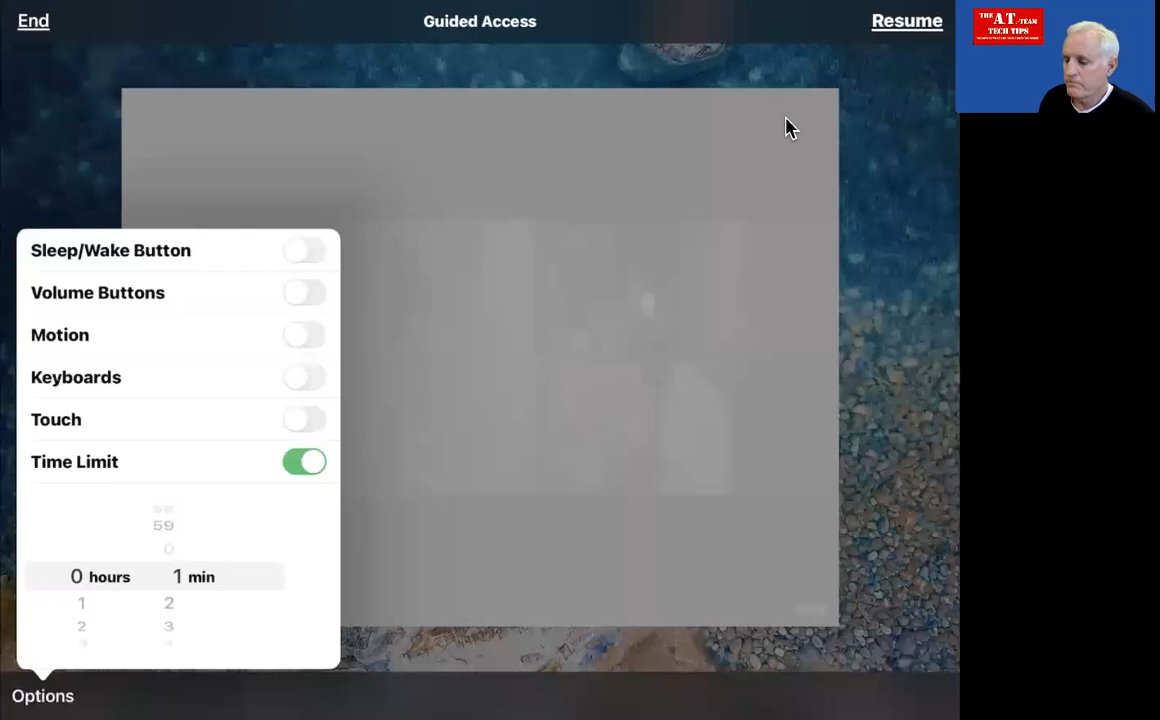 End
Guided Access
Resume
THE A.T. TEAM
TECH TIPS
Sleep/Wake Button
Volume Buttons
Motion
Keyboards
Touch
Time Limit
59
0
0 hours 1 min
1 2
2 3
Options